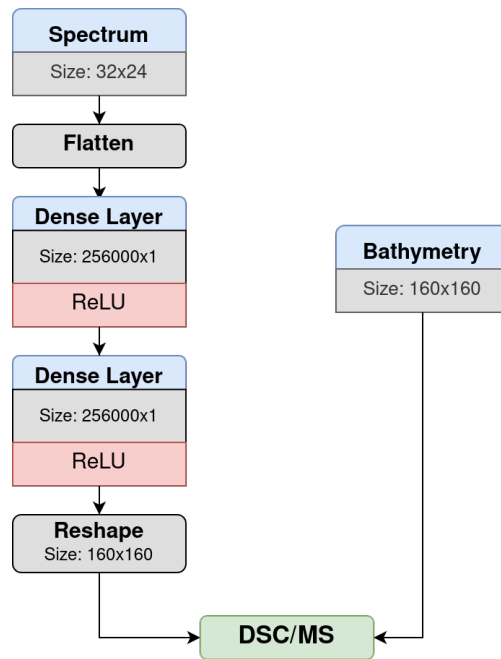 Spectrum
Size: 32x24
Flatten
Dense Layer
Size: 256000x1
ReLU
Dense Layer
Size: 256000x1
ReLU
Reshape
Size: 160x160
Bathymetry
Size: 160x160
DSC/MS